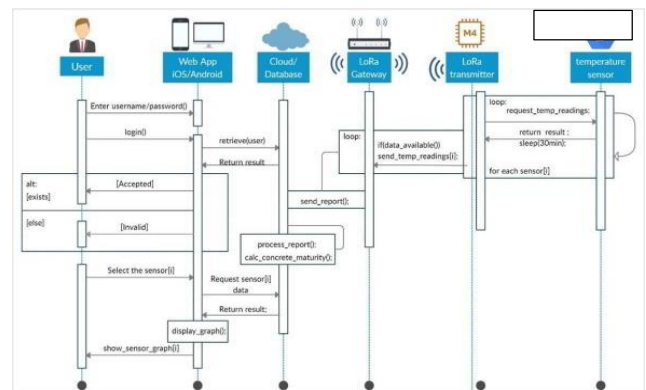 M4
User
Web App
iOS/Android
Cloud/
Database
LoRa
Gateway
LoRa
transmitter
temperature
sensor
Enter username/password()
login()
retrieve(user)
Return result
alt:
[exists]
[Accepted]
[else]
[Invalid]
loop:
if(data_available())
send_temp_readings[i];
loop:
request_temp_readings;
return result ;
sleep(30min);
for each sensor[i]
send_report();
process_report():
calc_concrete_maturity();
Select the sensor[i]
Request sensor[i]
data
Return result;
display_graph();
show_sensor_graph[i]